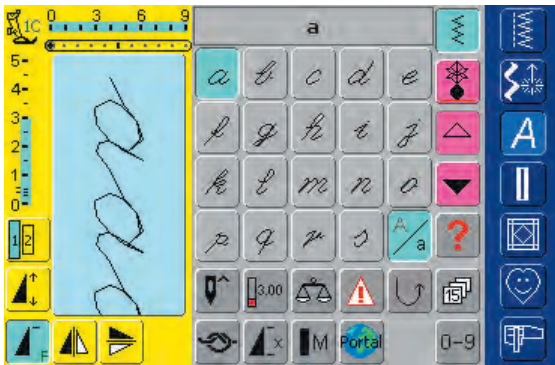 1C 0 3 6 9
a
5
4
3
2
1
0
a b c d e
f g h i j
k l m n o
p q r s A/a ?
1 2
3.00
15
A
F
× M Portal 0-9
a a a